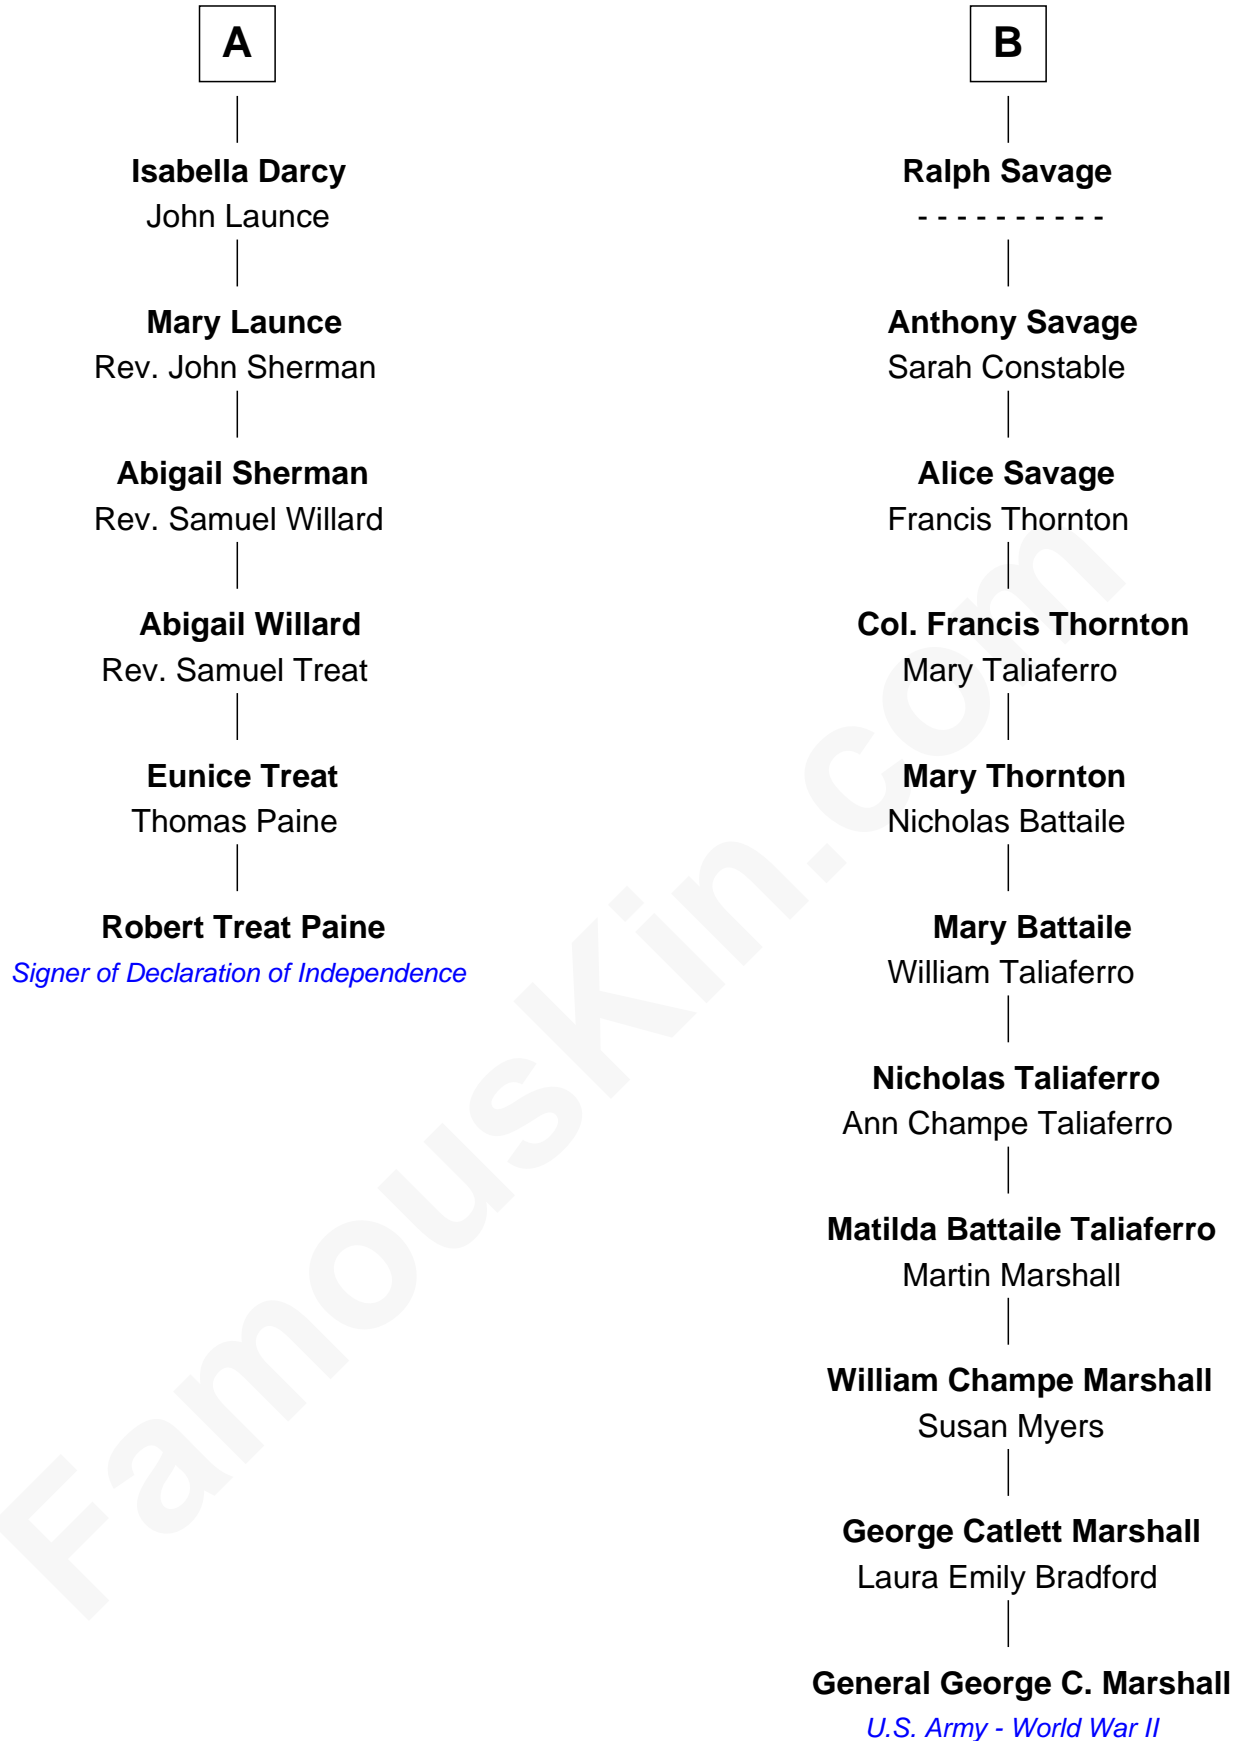 A
Isabella Darcy
John Launce
Mary Launce
Rev. John Sherman
Abigail Sherman
Rev. Samuel Willard
Abigail Willard
Rev. Samuel Treat
Eunice Treat
Thomas Paine
Robert Treat Paine
Signer of Declaration of Independence
B
Ralph Savage
- - - - - - - - - -
Anthony Savage
Sarah Constable
Alice Savage
Francis Thornton
Col. Francis Thornton
Mary Taliaferro
Mary Thornton
Nicholas Battaile
Mary Battaile
William Taliaferro
Nicholas Taliaferro
Ann Champe Taliaferro
Matilda Battaile Taliaferro
Martin Marshall
William Champe Marshall
Susan Myers
George Catlett Marshall
Laura Emily Bradford
General George C. Marshall
U.S. Army - World War II
FamousKin.com